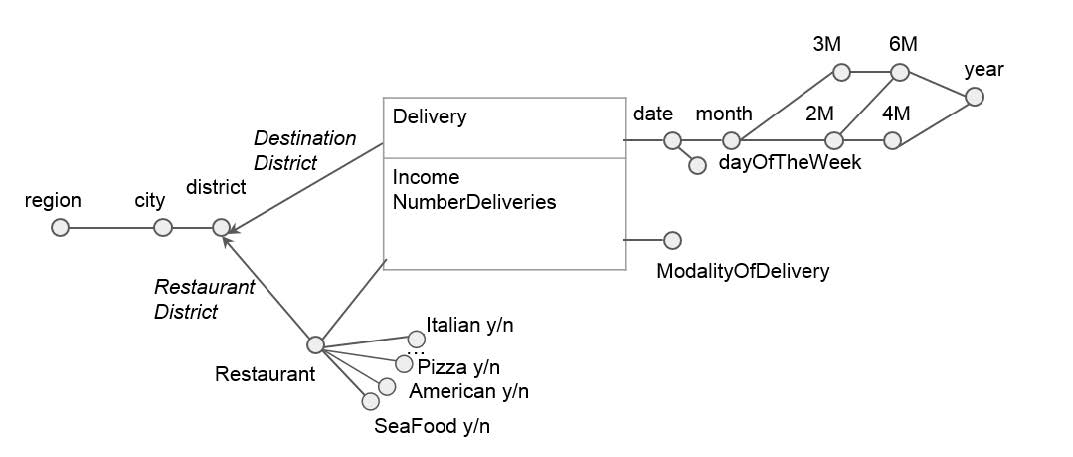 3M
6M
year
Delivery
date
month
2M
4M
Destination
District
dayOfTheWeek
Income
NumberDeliveries
region
city
district
ModalityOfDelivery
Restaurant
District
Italian y/n
...
Pizza y/n
Restaurant
American y/n
SeaFood y/n